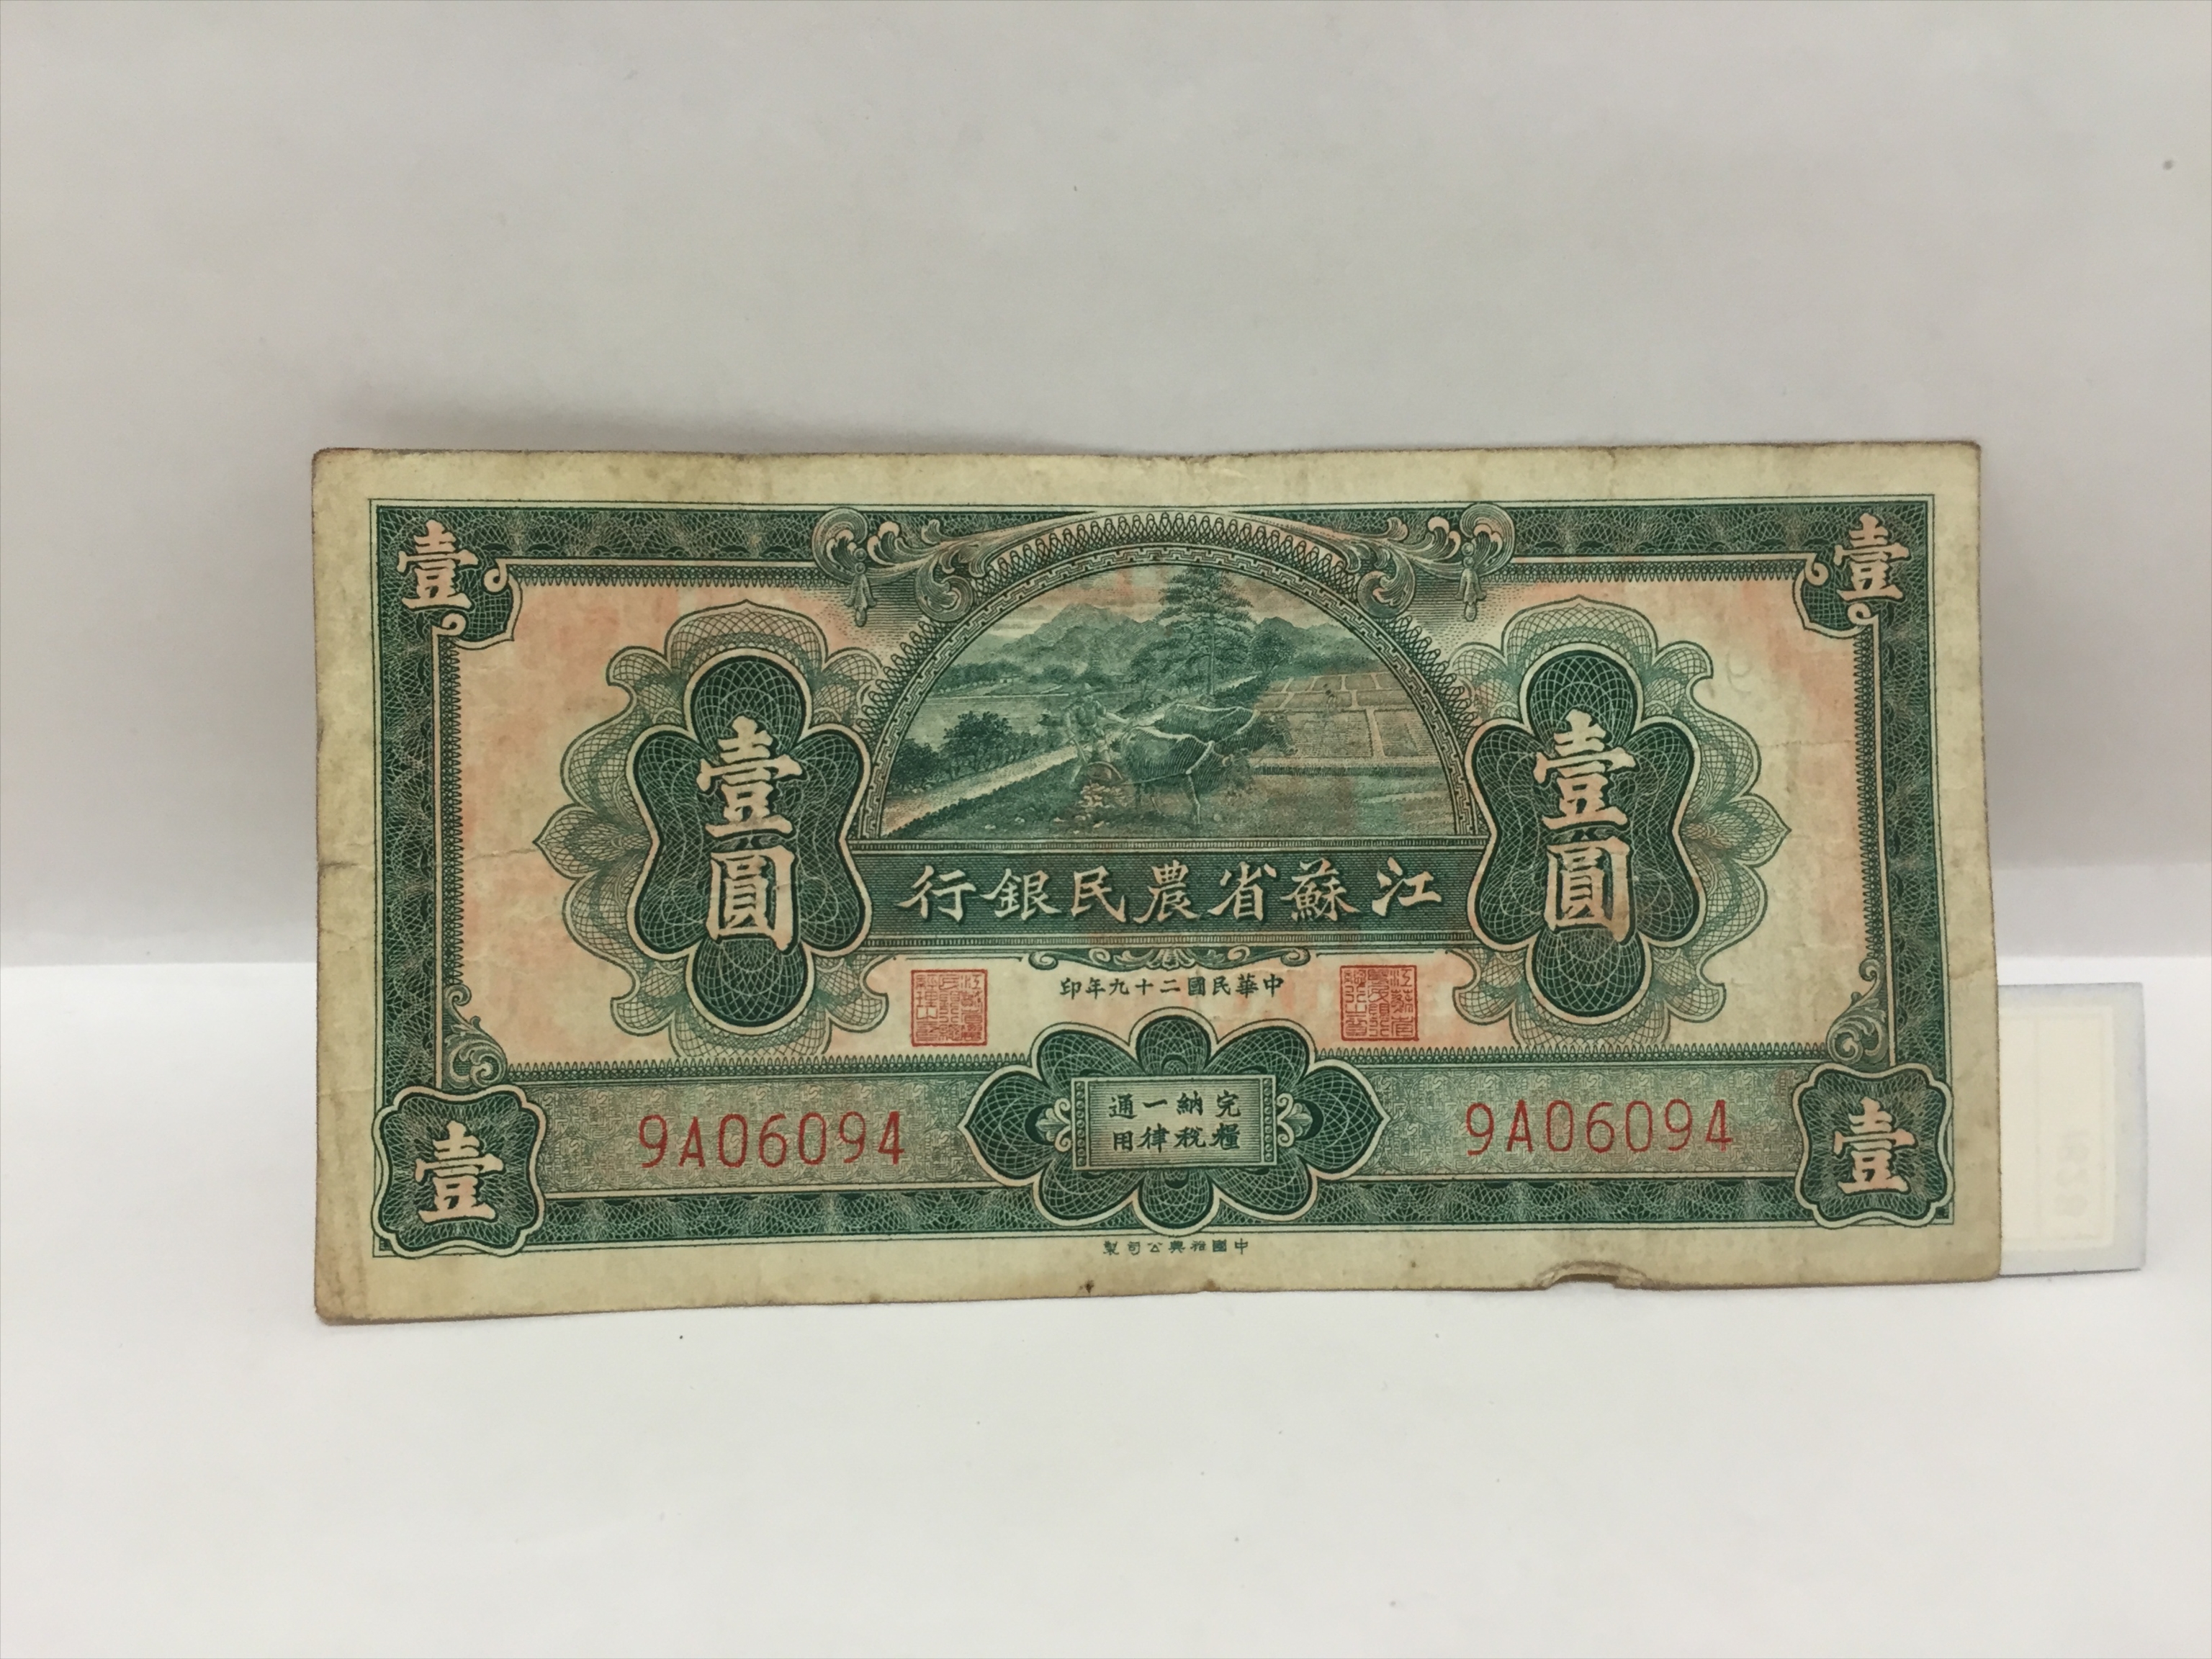 壹
壹
壹圓
壹圓
江蘇省農民銀行
中華民國二十九年印
完納一通
糧稅律用
9A06094
9A06094
壹
壹
中國雅興公司製